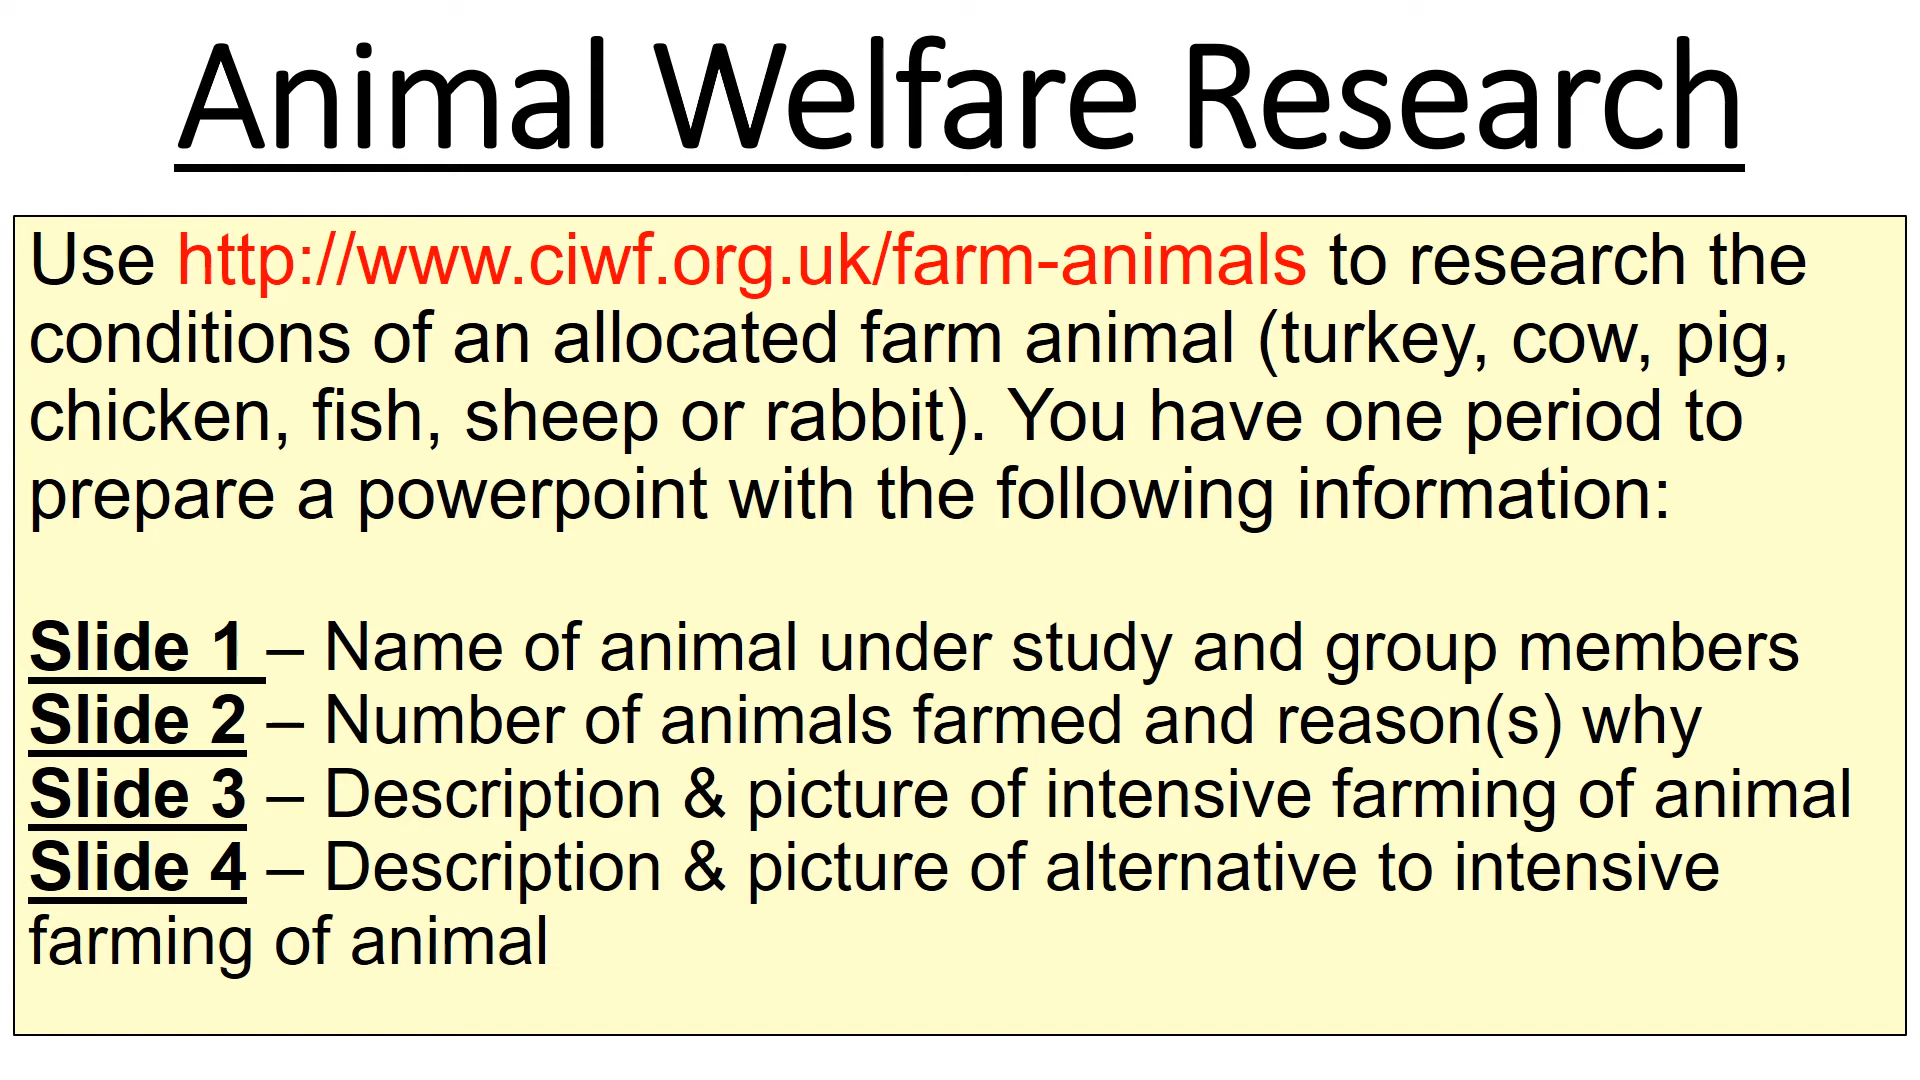 Animal Welfare Research
Use http://www.ciwf.org.uk/farm-animals to research the
conditions of an allocated farm animal (turkey, cow, pig,
chicken, fish, sheep or rabbit). You have one period to
prepare a powerpoint with the following information:
Slide 1 – Name of animal under study and group members
Slide 2 – Number of animals farmed and reason(s) why
Slide 3 – Description & picture of intensive farming of animal
Slide 4 – Description & picture of alternative to intensive
farming of animal